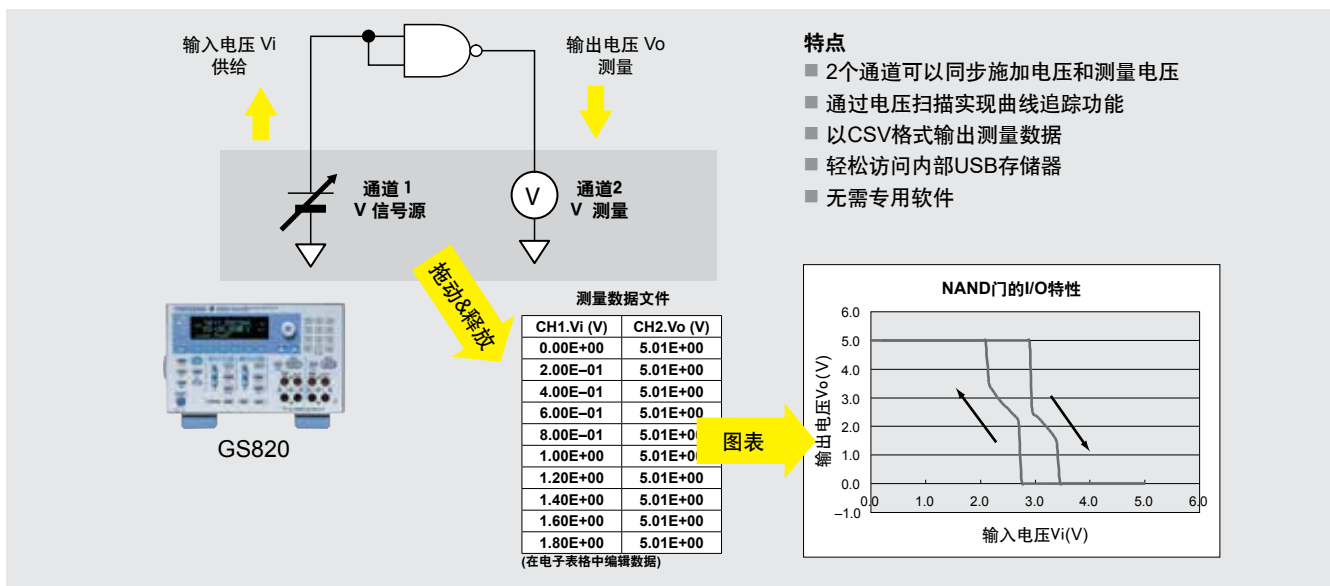 输入电压 Vi
供给
输出电压 Vo
测量
通道 1
V 信号源
V
通道2
V 测量
拖动&释放
GS820
测量数据文件
CH1.Vi (V) CH2.Vo (V)
0.00E+00 5.01E+00
2.00E–01 5.01E+00
4.00E–01 5.01E+00
6.00E–01 5.01E+00
8.00E–01 5.01E+0
1.00E+00 5.01E+0
1.20E+00 5.01E+00
1.40E+00 5.01E+00
1.60E+00 5.01E+00
1.80E+00 5.01E+00
(在电子表格中编辑数据)
图表
特点
■ 2个通道可以同步施加电压和测量电压
■ 通过电压扫描实现曲线追踪功能
■ 以CSV格式输出测量数据
■ 轻松访问内部USB存储器
■ 无需专用软件
NAND门的I/O特性
输出电压Vo(V)
6.0
5.0
4.0
3.0
2.0
1.0
0.0
–1.0
0.0 1.0 2.0 3.0 4.0 5.0 6.0
输入电压Vi(V)